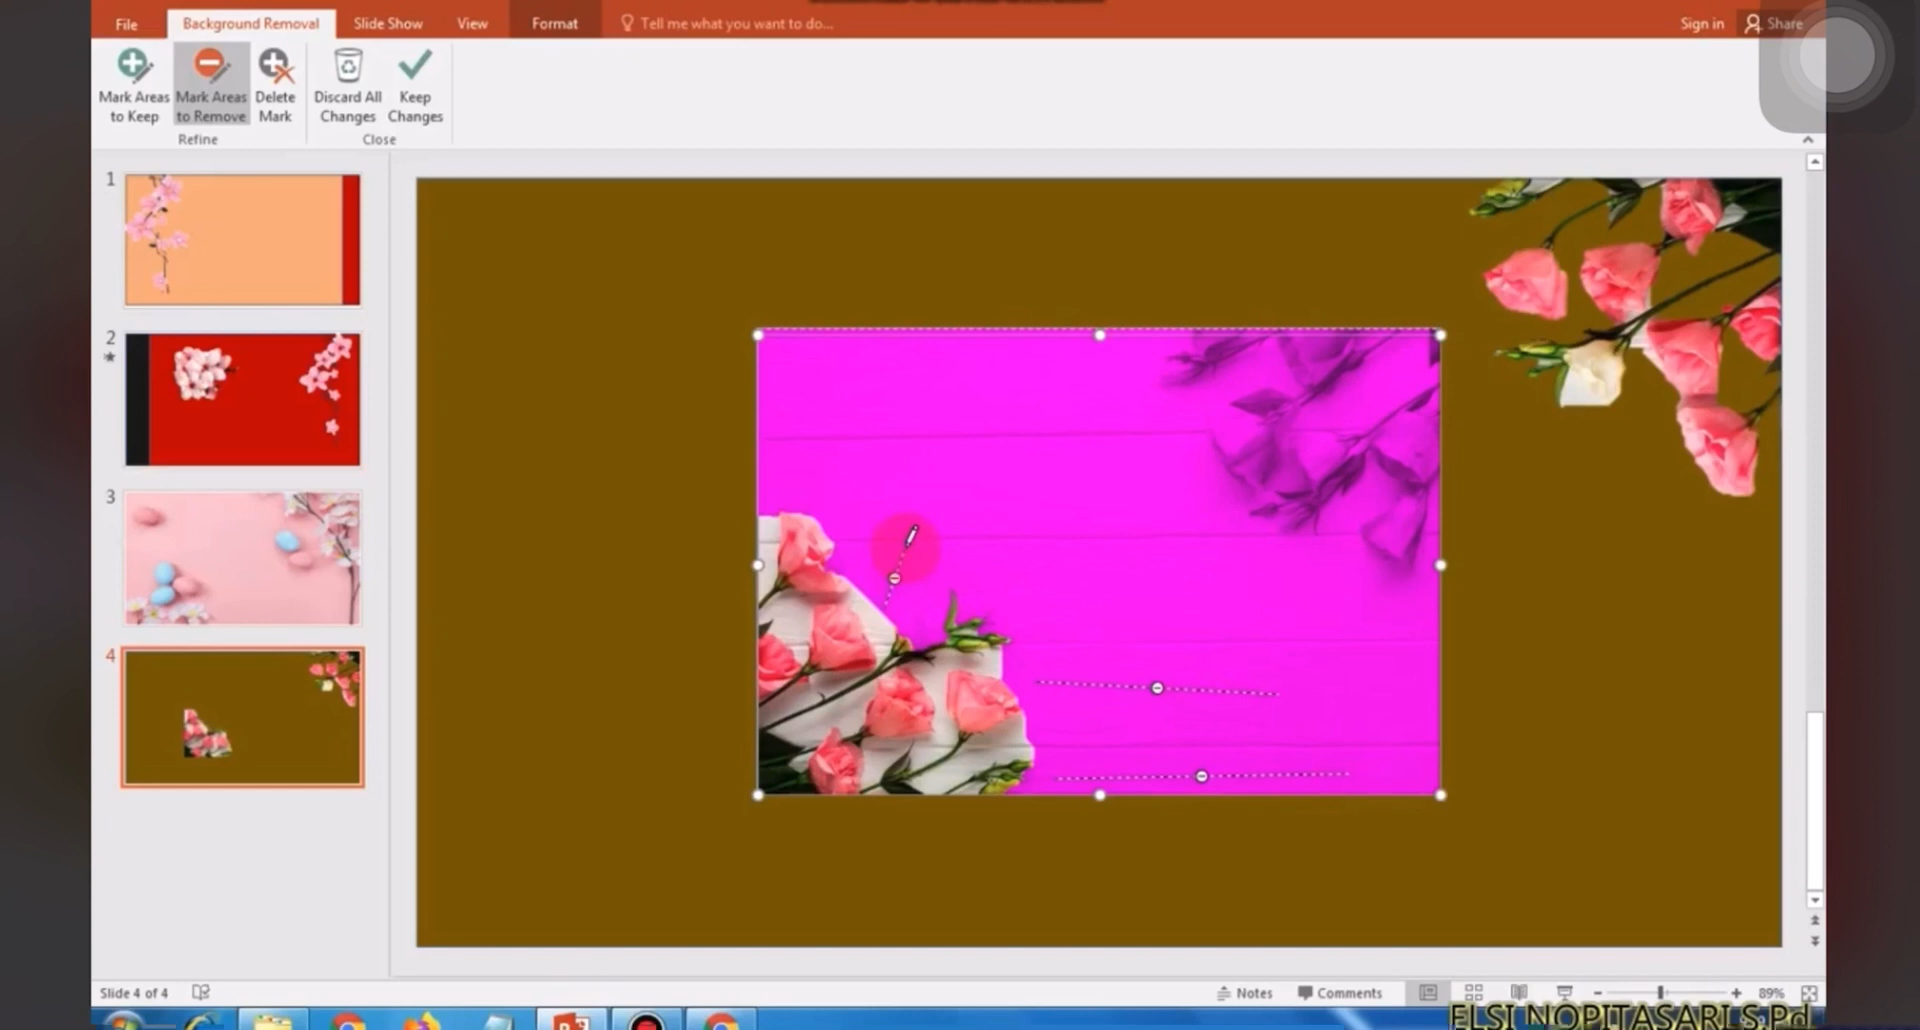 File Background Removal Slide Show View Format Tell me what you want to do... Sign in Share
Mark Areas to Keep
Mark Areas to Remove
Delete Mark
Discard All Changes
Keep Changes
Refine Close
1
2
3
4
Slide 4 of 4 Notes Comments 89%
ELSI NOPITASARI,S.Pd